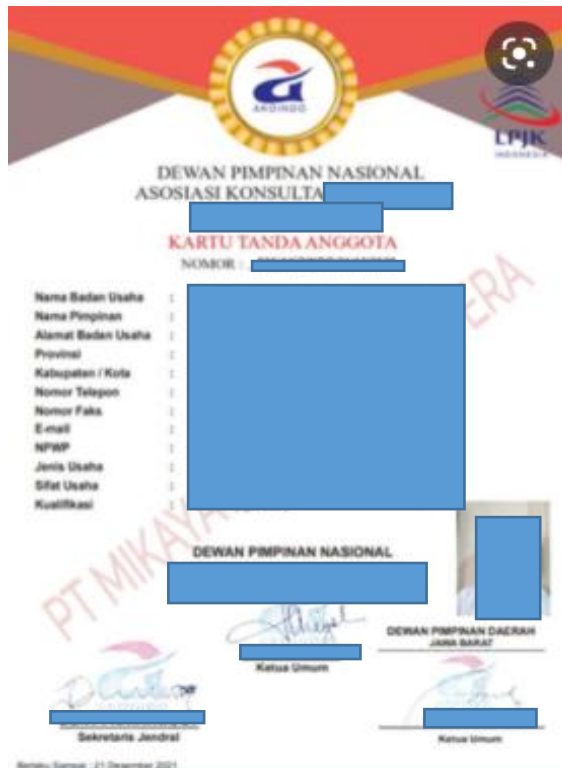 AKOINDO
LPJK
INDONESIA
DEWAN PIMPINAN NASIONAL
ASOSIASI KONSULTA
KARTU TANDA ANGGOTA
NOMOR :
Nama Badan Usaha :
Nama Pimpinan :
Alamat Badan Usaha :
Provinsi :
Kabupaten / Kota :
Nomor Telepon :
Nomor Faks :
E-mail :
NPWP :
Jenis Usaha :
Sifat Usaha :
Kualifikasi :
PT MIKAYA
ERA
DEWAN PIMPINAN NASIONAL
DEWAN PIMPINAN DAERAH
JAWA BARAT
Ketua Umum
Sekretaris Jendral
Ketua Umum
Berlaku Sampai : 21 Desember 2021